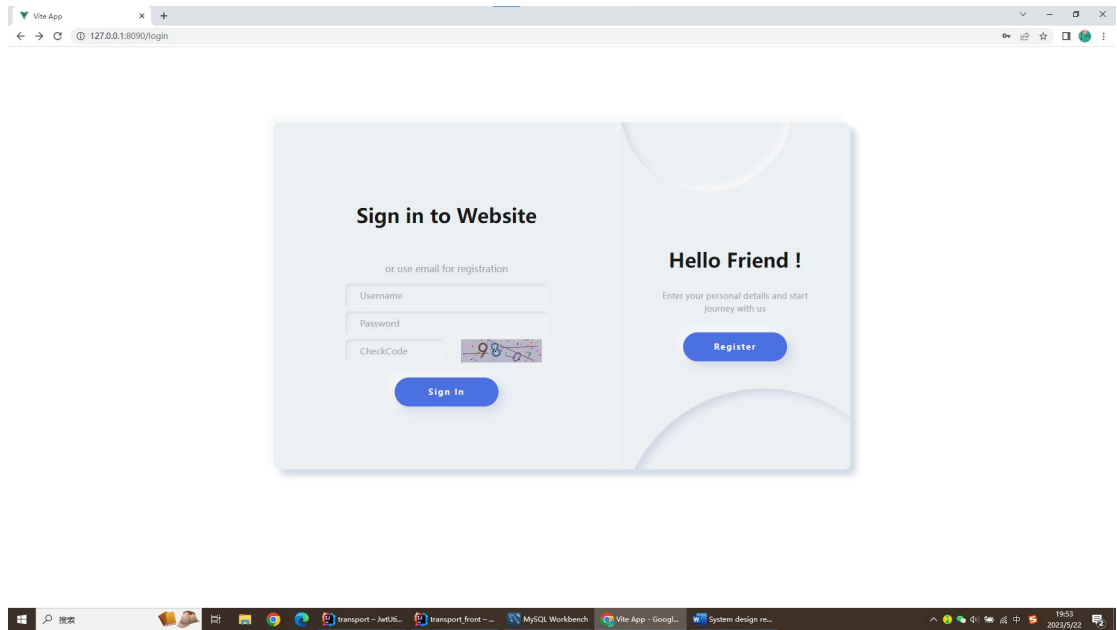 Vite App
127.0.0.1:8090/login
Sign in to Website
or use email for registration
Username
Password
CheckCode
Sign In
Hello Friend !
Enter your personal details and start
journey with us
Register
搜索
transport – JwtUti...
transport_front – ...
MySQL Workbench
Vite App - Googl...
System design re...
中
19:53
2023/5/22